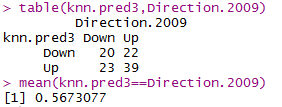 > table(knn.pred3,Direction.2009)
Direction.2009
knn.pred3 Down Up
Down 20 22
Up 23 39
> mean(knn.pred3==Direction.2009)
[1] 0.5673077